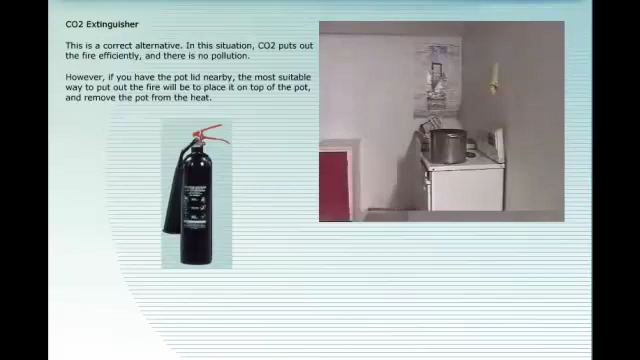 CO2 Extinguisher
This is a correct alternative. In this situation, CO2 puts out
the fire efficiently, and there is no pollution.
However, if you have the pot lid nearby, the most suitable
way to put out the fire will be to place it on top of the pot,
and remove the pot from the heat.